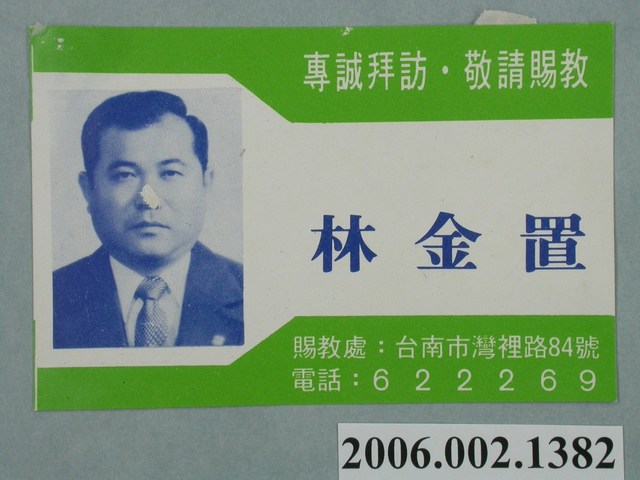 專誠拜訪・敬請賜教
林金置
賜教處：台南市灣裡路84號
電話：６２２２６９
2006.002.1382